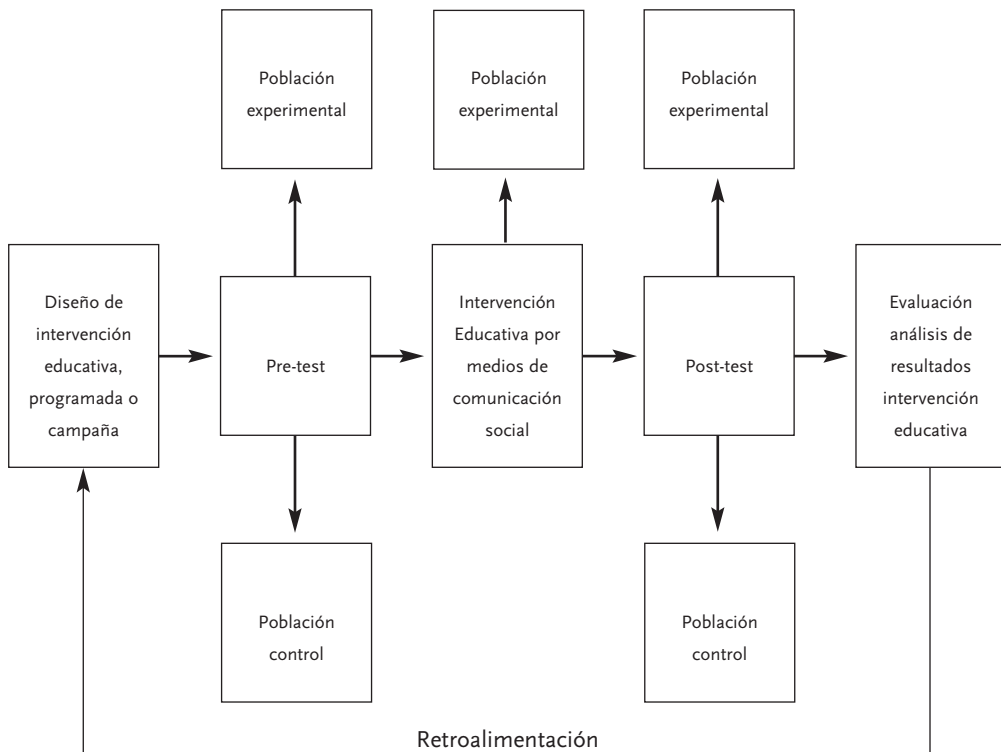 Población
experimental
Población
experimental
Población
experimental
Diseño de
intervención
educativa,
programada o
campaña
Pre-test
Intervención
Educativa por
medios de
comunicación
social
Post-test
Evaluación
análisis de
resultados
intervención
educativa
Población
control
Población
control
Retroalimentación